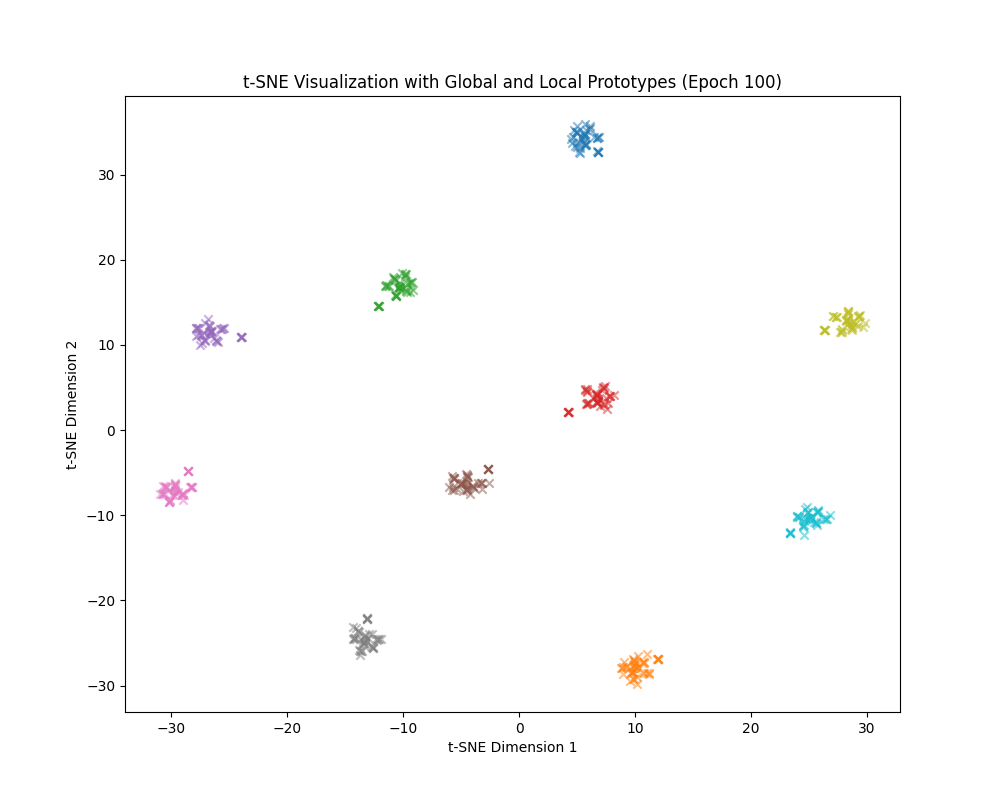 t-SNE Visualization with Global and Local Prototypes (Epoch 100)
30
20
10
0
−10
−20
−30
t-SNE Dimension 2
−30 −20 −10 0 10 20 30
t-SNE Dimension 1